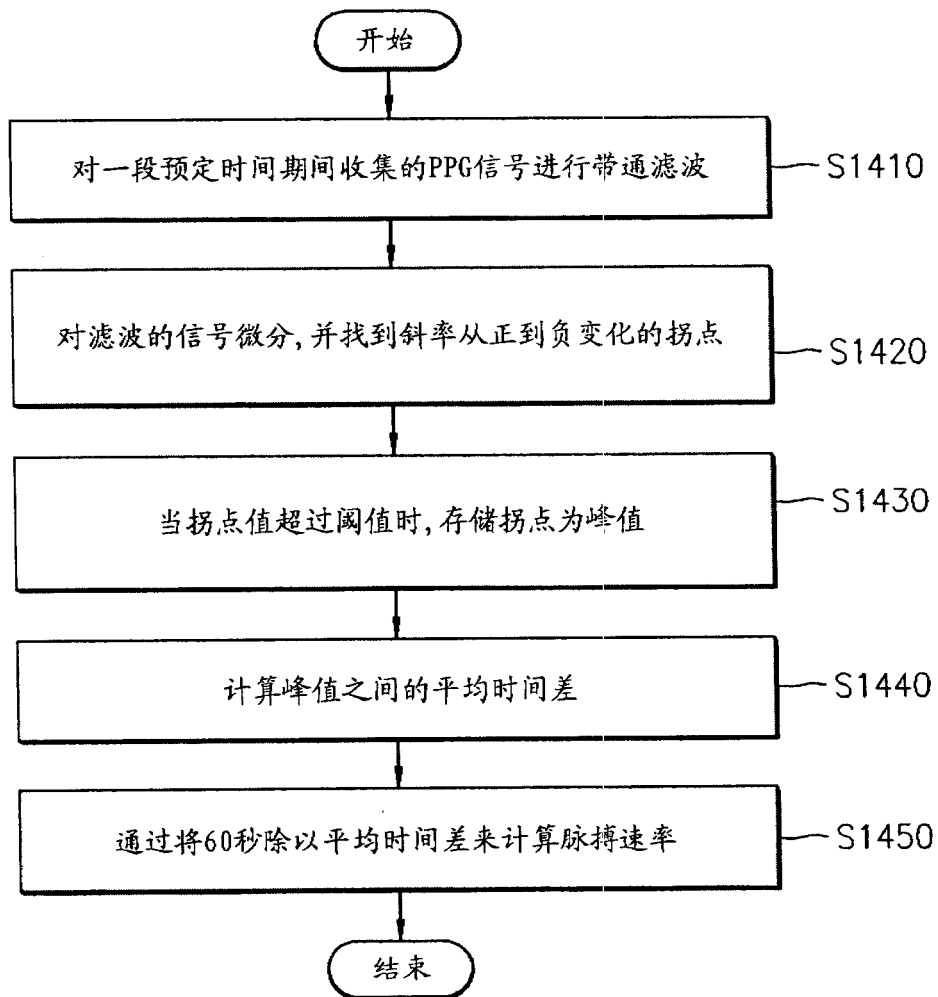 开始
对一段预定时间期间收集的PPG信号进行带通滤波
S1410
对滤波的信号微分,并找到斜率从正到负变化的拐点
S1420
当拐点值超过阈值时,存储拐点为峰值
S1430
计算峰值之间的平均时间差
S1440
通过将60秒除以平均时间差来计算脉搏速率
S1450
结束